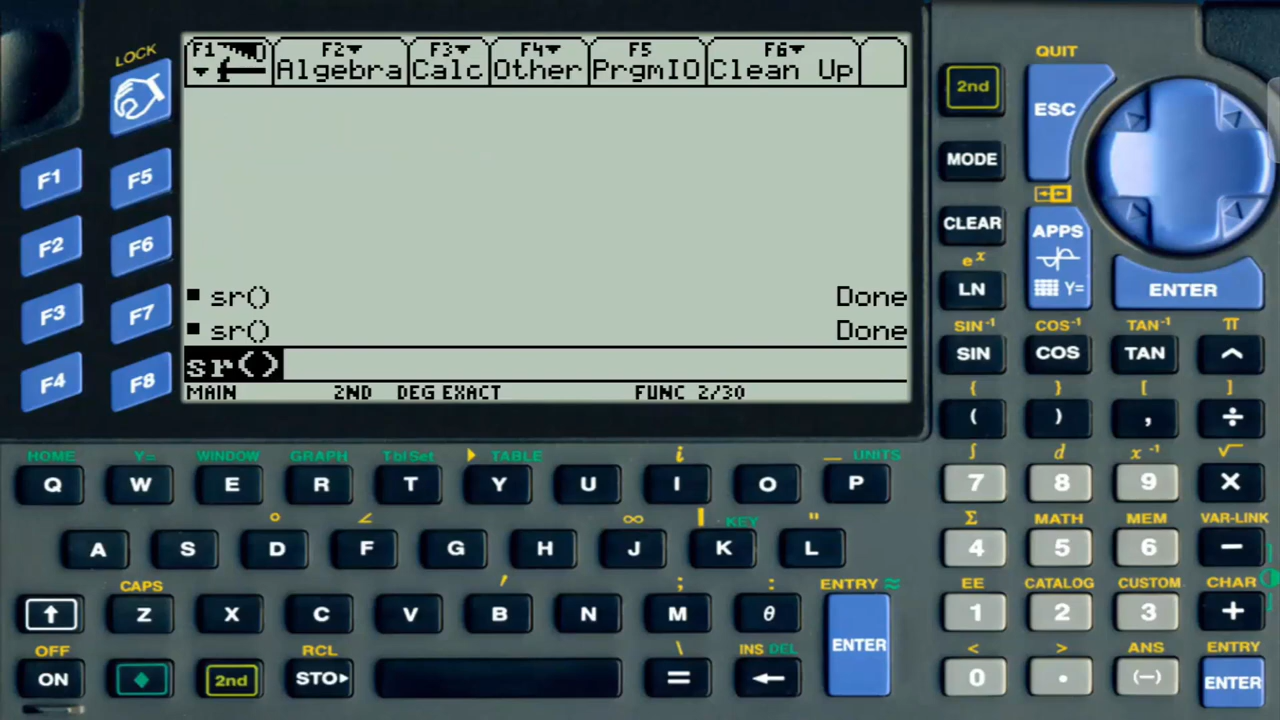 LOCK
F1 F2 F3 F4 F5 F6
Algebra Calc Other PrgmIO Clean Up
sr() Done
sr() Done
sr()
MAIN 2ND DEG EXACT FUNC 2/30
F1 F5
F2 F6
F3 F7
F4 F8
QUIT
2nd ESC
MODE
CLEAR APPS
eˣ Y=
LN ENTER
SIN⁻¹ COS⁻¹ TAN⁻¹ π
SIN COS TAN ^
{ } [ ]
( ) , ÷
∫ d x⁻¹ √
7 8 9 ×
Σ MATH MEM VAR-LINK
4 5 6 −
EE CATALOG CUSTOM CHAR
1 2 3 +
< > ANS ENTRY
0 . (−) ENTER
HOME Y= WINDOW GRAPH TblSet TABLE i _ UNITS
Q W E R T Y U I O P
° ∠ ∞ | KEY "
A S D F G H J K L
CAPS ' ; : ENTRY ≈
Z X C V B N M θ
OFF RCL \ INS DEL
ON 2nd STO▸ = ← ENTER